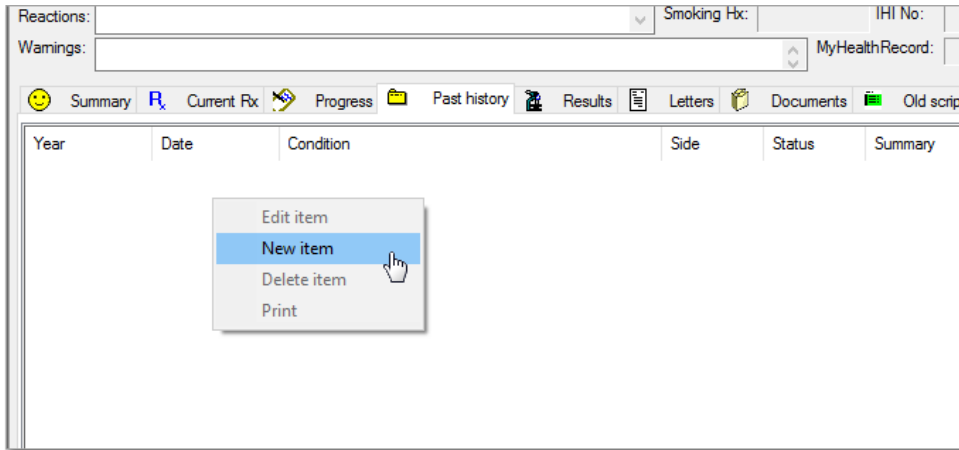 Reactions: Smoking Hx: IHI No:
Warnings: MyHealthRecord:
Summary Rx Current Rx Progress Past history Results Letters Documents Old scrip
Year Date Condition Side Status Summary
Edit item
New item
Delete item
Print